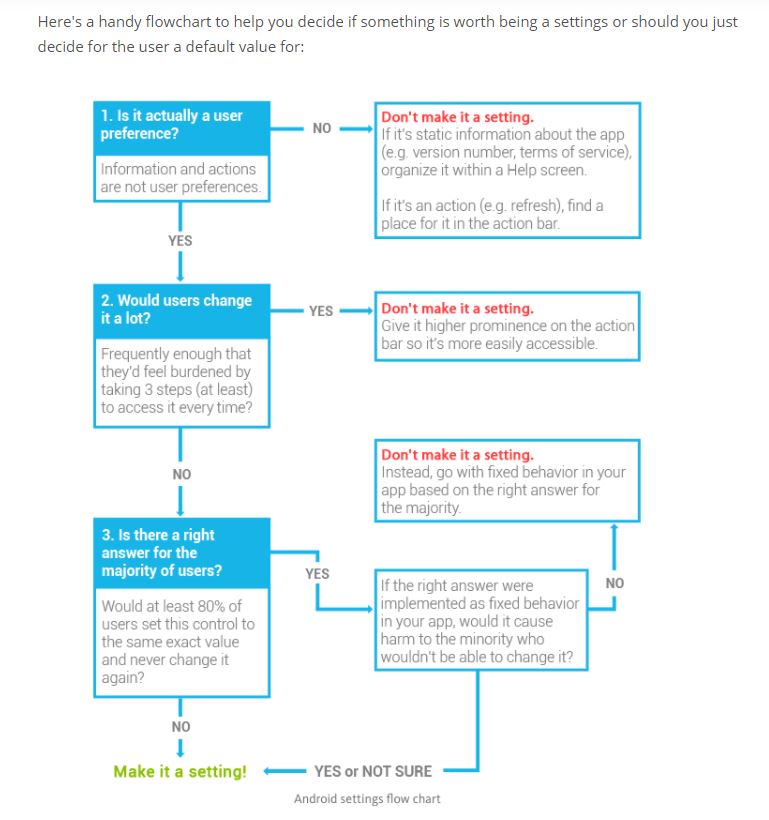 Here's a handy flowchart to help you decide if something is worth being a settings or should you just
decide for the user a default value for:
1. Is it actually a user
preference?
Information and actions
are not user preferences.
NO
Don't make it a setting.
If it's static information about the app
(e.g. version number, terms of service),
organize it within a Help screen.
If it's an action (e.g. refresh), find a
place for it in the action bar.
YES
2. Would users change
it a lot?
Frequently enough that
they'd feel burdened by
taking 3 steps (at least)
to access it every time?
YES
Don't make it a setting.
Give it higher prominence on the action
bar so it's more easily accessible.
NO
3. Is there a right
answer for the
majority of users?
Would at least 80% of
users set this control to
the same exact value
and never change it
again?
YES
If the right answer were
implemented as fixed behavior
in your app, would it cause
harm to the minority who
wouldn't be able to change it?
NO
Don't make it a setting.
Instead, go with fixed behavior in your
app based on the right answer for
the majority.
NO
Make it a setting!
YES or NOT SURE
Android settings flow chart